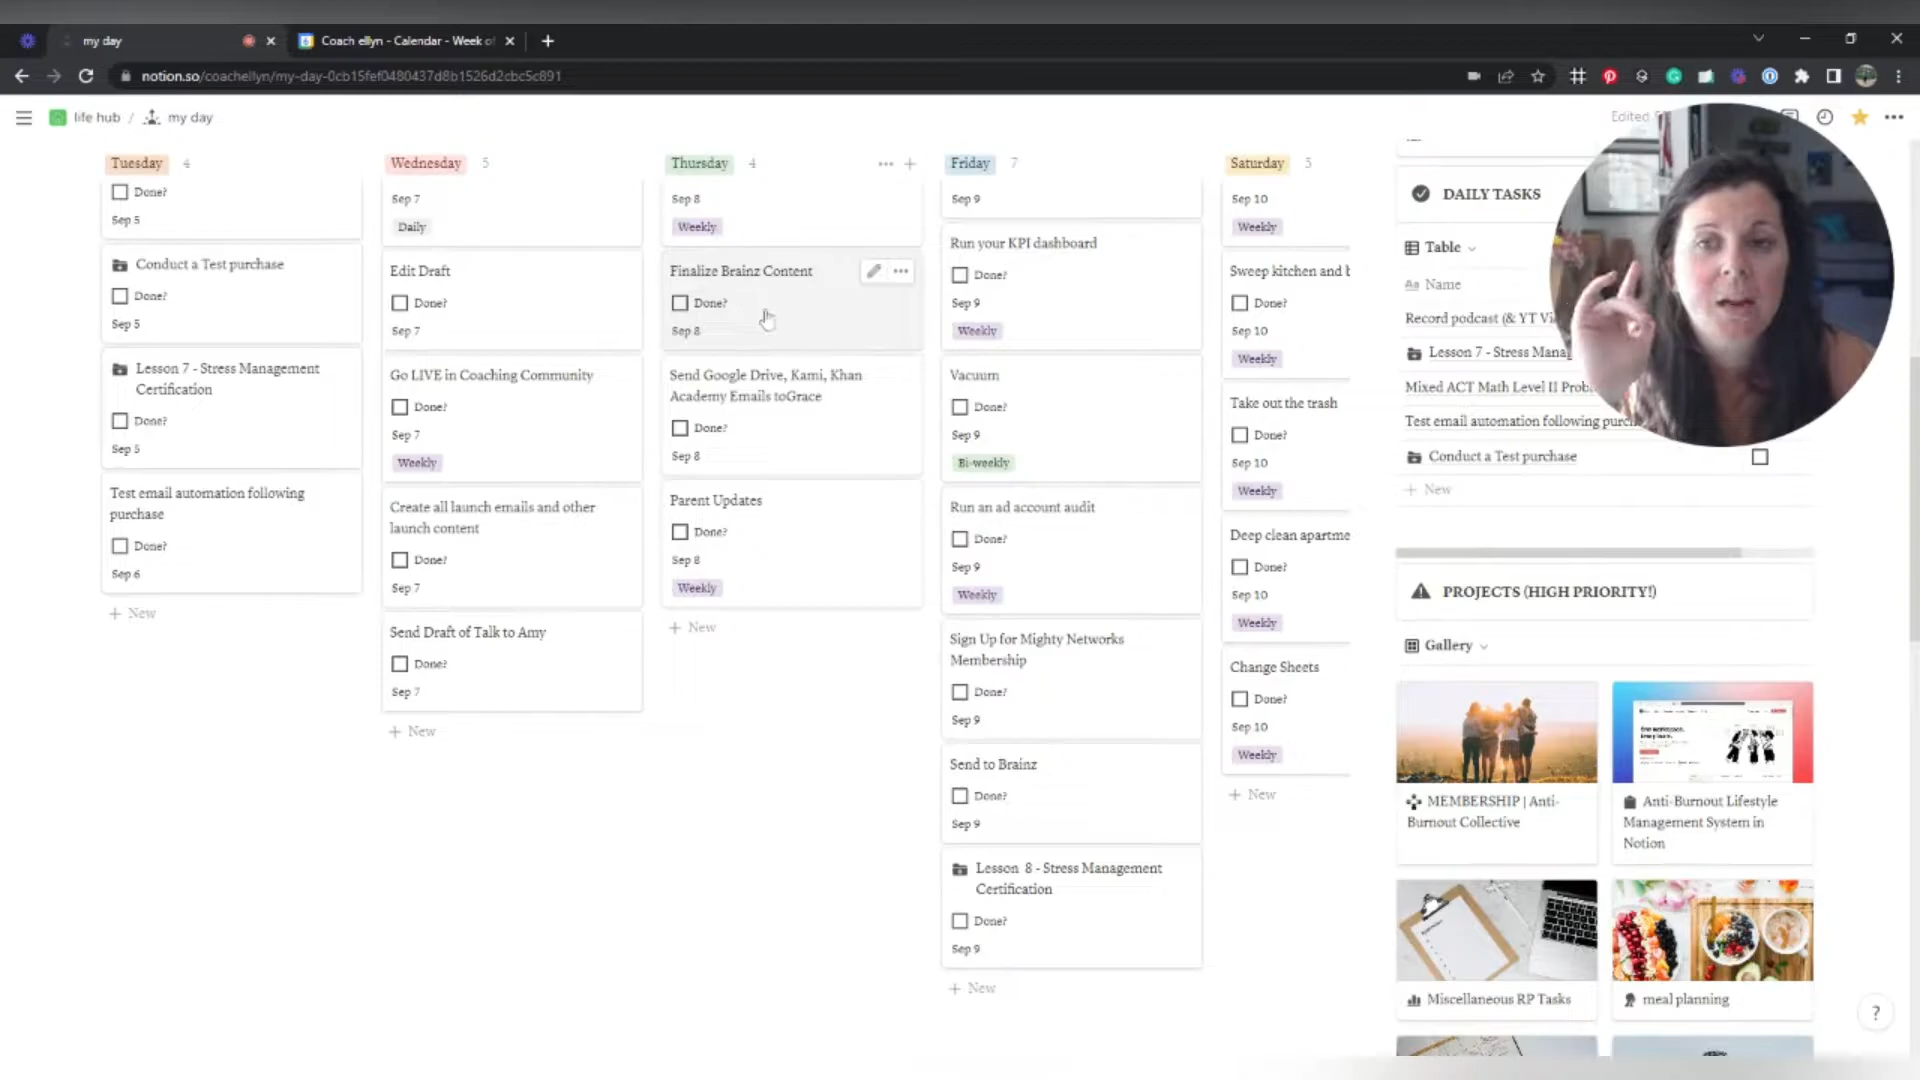 my day
Coach ellyn - Calendar - Week of
notion.so/coachellyn/my-day-0cb15fef0480437d8b1526d2cbc5c891
life hub / my day
Edited
Tuesday 4
Done?
Sep 5
Conduct a Test purchase
Done?
Sep 5
Lesson 7 - Stress Management
Certification
Done?
Sep 5
Test email automation following
purchase
Done?
Sep 6
+ New
Wednesday 5
Sep 7
Daily
Edit Draft
Done?
Sep 7
Go LIVE in Coaching Community
Done?
Sep 7
Weekly
Create all launch emails and other
launch content
Done?
Sep 7
Send Draft of Talk to Amy
Done?
Sep 7
+ New
Thursday 4
Sep 8
Weekly
Finalize Brainz Content
Done?
Sep 8
Send Google Drive, Kami, Khan
Academy Emails toGrace
Done?
Sep 8
Parent Updates
Done?
Sep 8
Weekly
+ New
Friday 7
Sep 9
Run your KPI dashboard
Done?
Sep 9
Weekly
Vacuum
Done?
Sep 9
Bi-weekly
Run an ad account audit
Done?
Sep 9
Weekly
Sign Up for Mighty Networks
Membership
Done?
Sep 9
Send to Brainz
Done?
Sep 9
Lesson 8 - Stress Management
Certification
Done?
Sep 9
+ New
Saturday 5
Sep 10
Weekly
Sweep kitchen and b
Done?
Sep 10
Weekly
Take out the trash
Done?
Sep 10
Weekly
Deep clean apartme
Done?
Sep 10
Weekly
Change Sheets
Done?
Sep 10
Weekly
+ New
DAILY TASKS
Table
Aa Name
Record podcast (& YT Vi
Lesson 7 - Stress Mana
Mixed ACT Math Level II Prob
Test email automation following purch
Conduct a Test purchase
+ New
PROJECTS (HIGH PRIORITY!)
Gallery
MEMBERSHIP | Anti-
Burnout Collective
Anti-Burnout Lifestyle
Management System in
Notion
Miscellaneous RP Tasks
meal planning
?